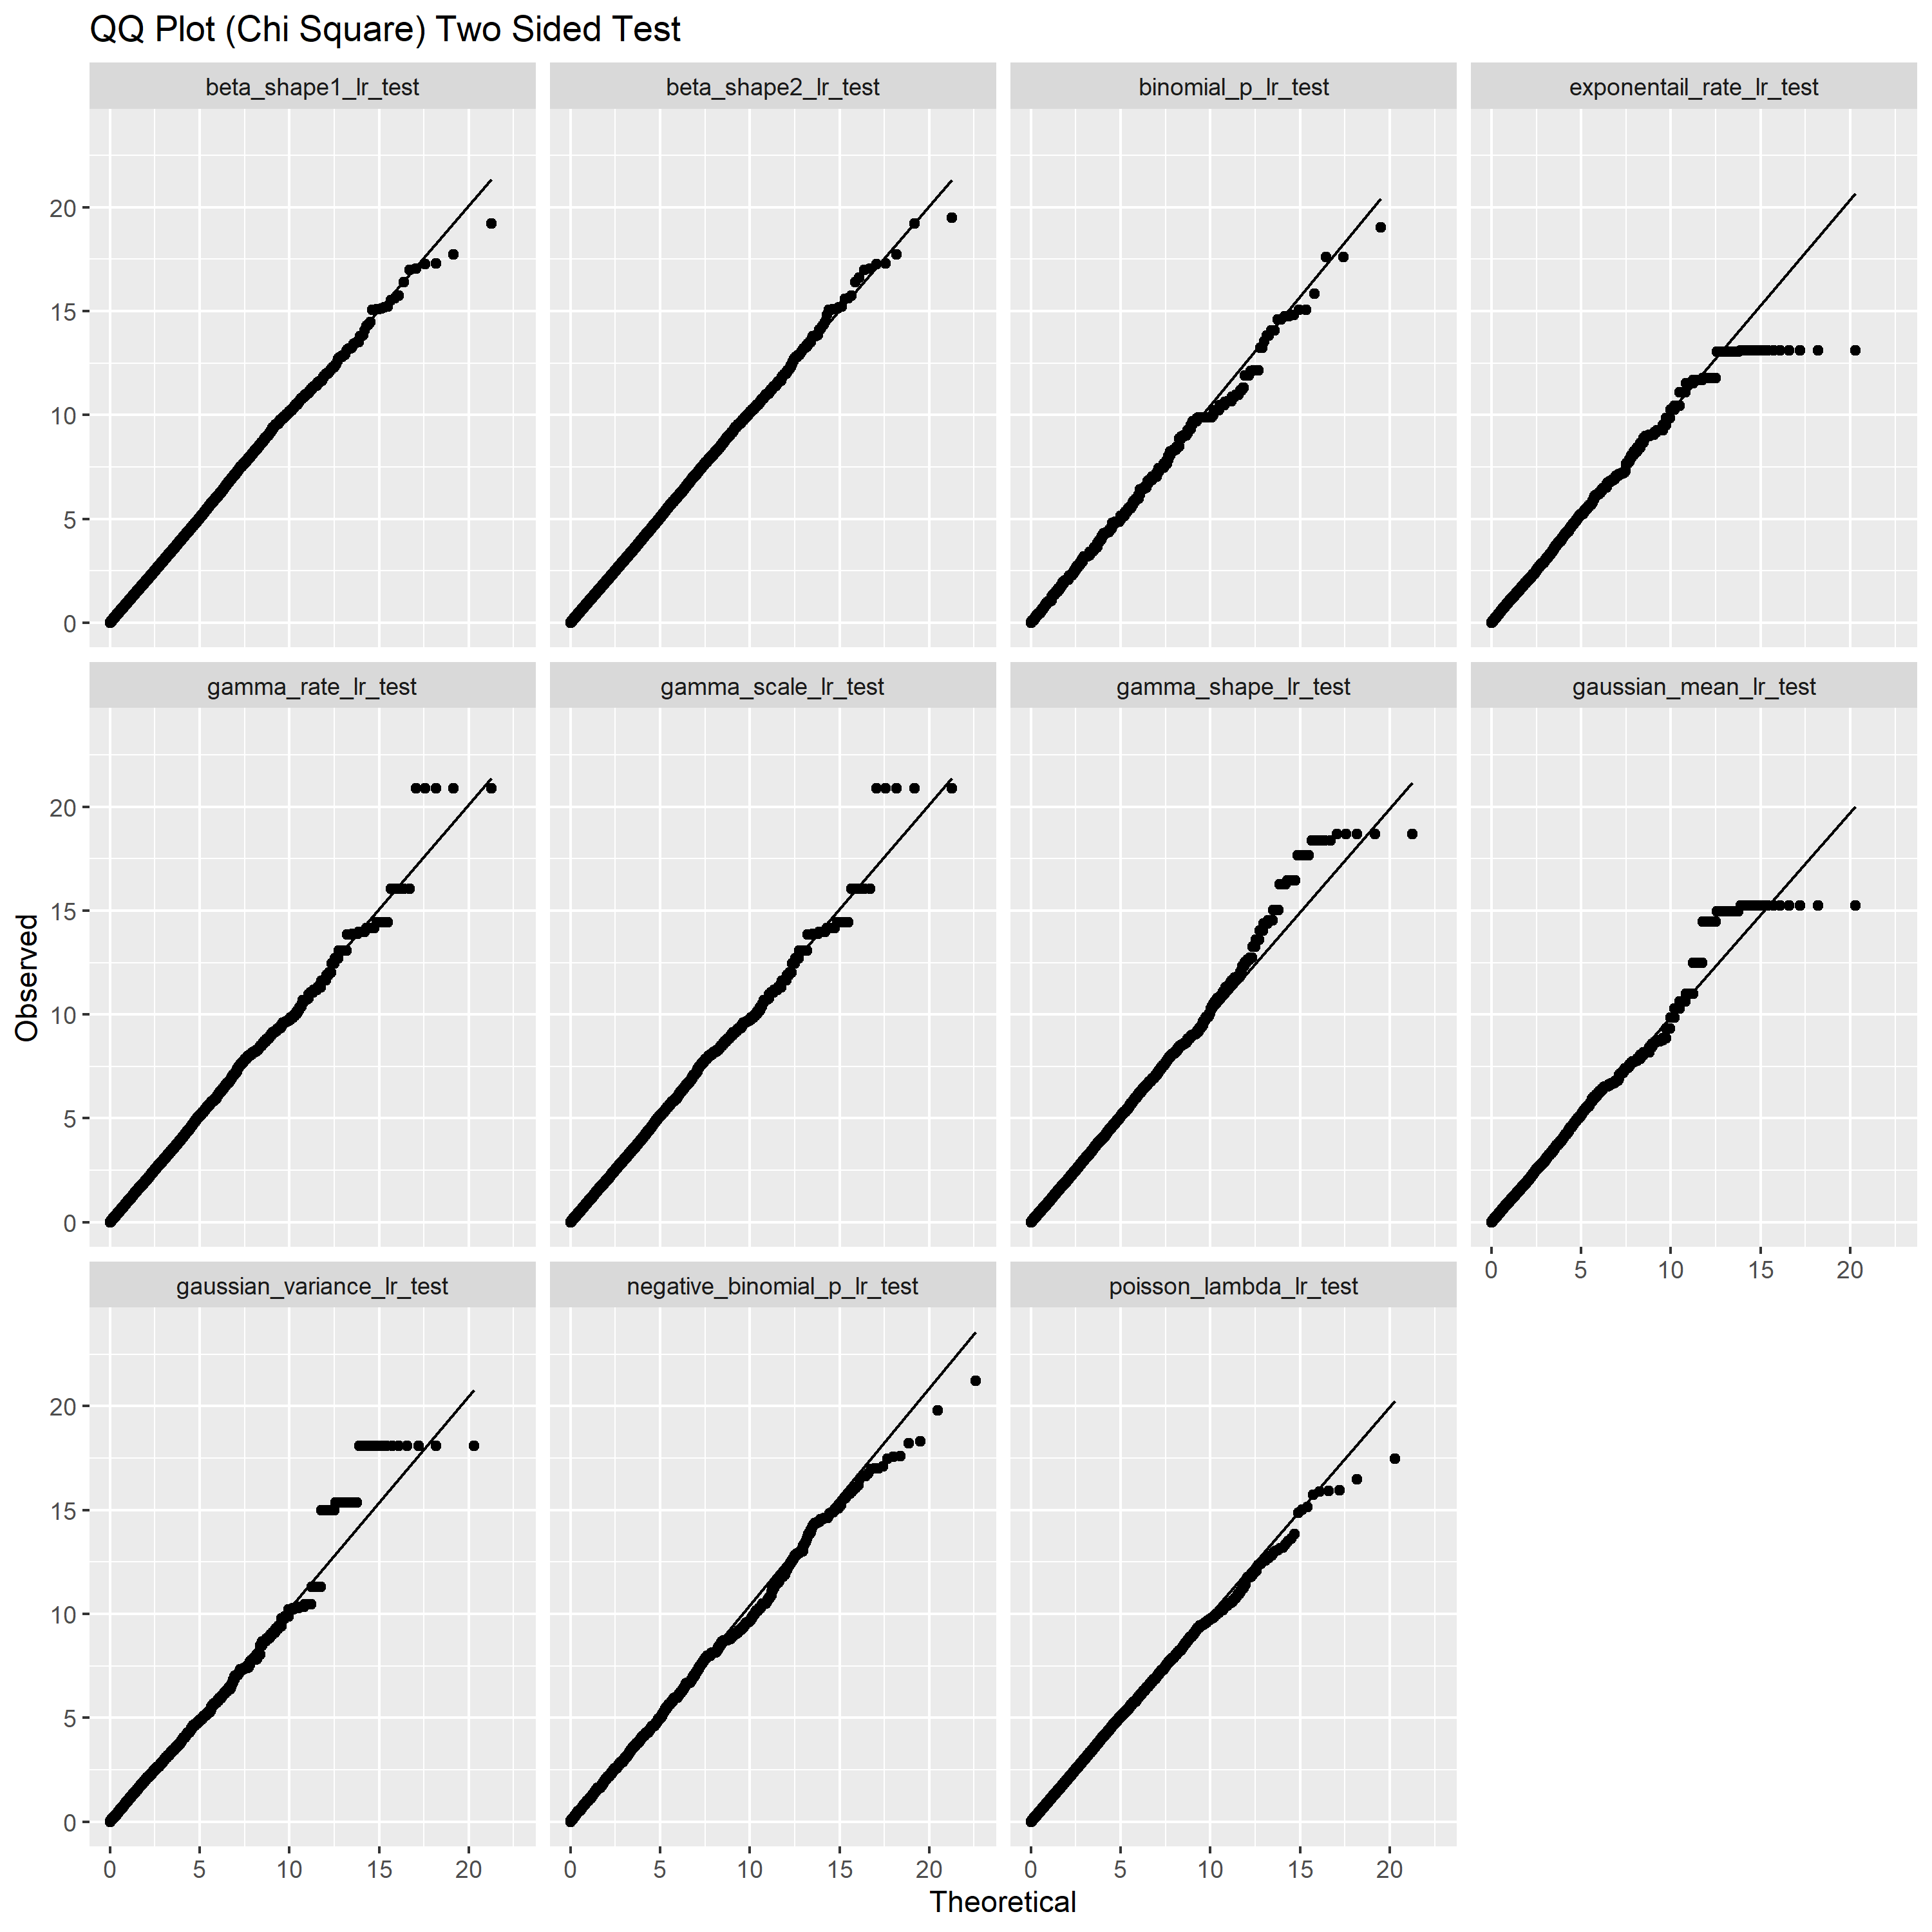 QQ Plot (Chi Square) Two Sided Test
beta_shape1_lr_test
beta_shape2_lr_test
binomial_p_lr_test
exponentail_rate_lr_test
20
15
10
5
0
gamma_rate_lr_test
gamma_scale_lr_test
gamma_shape_lr_test
gaussian_mean_lr_test
20
15
10
5
0
0 5 10 15 20
Observed
gaussian_variance_lr_test
negative_binomial_p_lr_test
poisson_lambda_lr_test
20
15
10
5
0
0 5 10 15 20
0 5 10 15 20
0 5 10 15 20
Theoretical